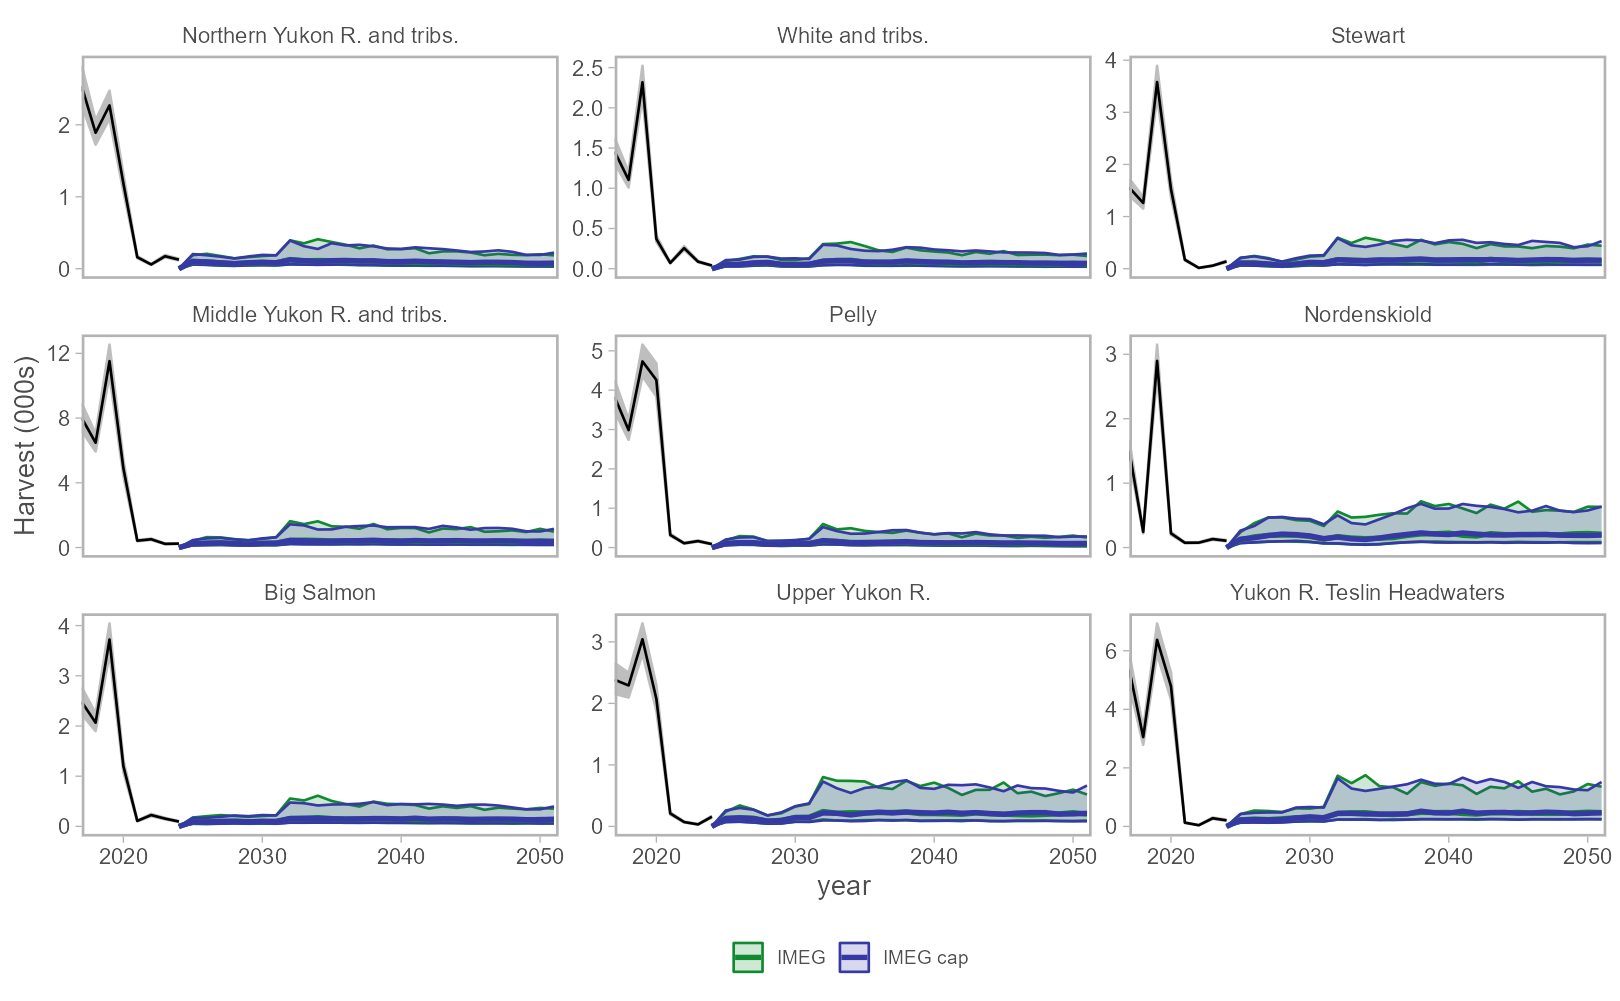 Northern Yukon R. and tribs.
White and tribs.
Stewart
2
1
0
2.5
2.0
1.5
1.0
0.5
0.0
4
3
2
1
0
Middle Yukon R. and tribs.
Pelly
Nordenskiold
Harvest (000s)
12
8
4
0
5
4
3
2
1
0
3
2
1
0
Big Salmon
Upper Yukon R.
Yukon R. Teslin Headwaters
4
3
2
1
0
3
2
1
0
6
4
2
0
2020 2030 2040 2050
2020 2030 2040 2050
2020 2030 2040 2050
year
IMEG IMEG cap